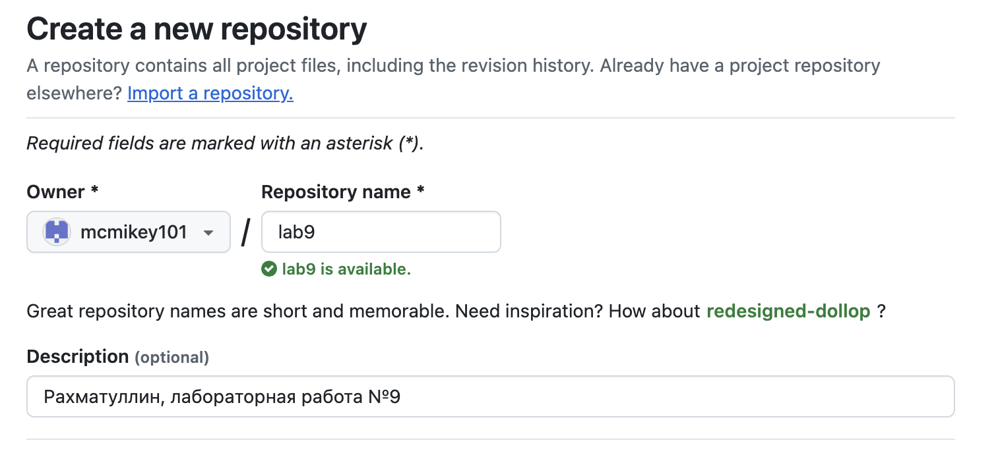 Create a new repository
A repository contains all project files, including the revision history. Already have a project repository
elsewhere? Import a repository.
Required fields are marked with an asterisk (*).
Owner * Repository name *
mcmikey101 / lab9
lab9 is available.
Great repository names are short and memorable. Need inspiration? How about redesigned-dollop ?
Description (optional)
Рахматуллин, лабораторная работа №9